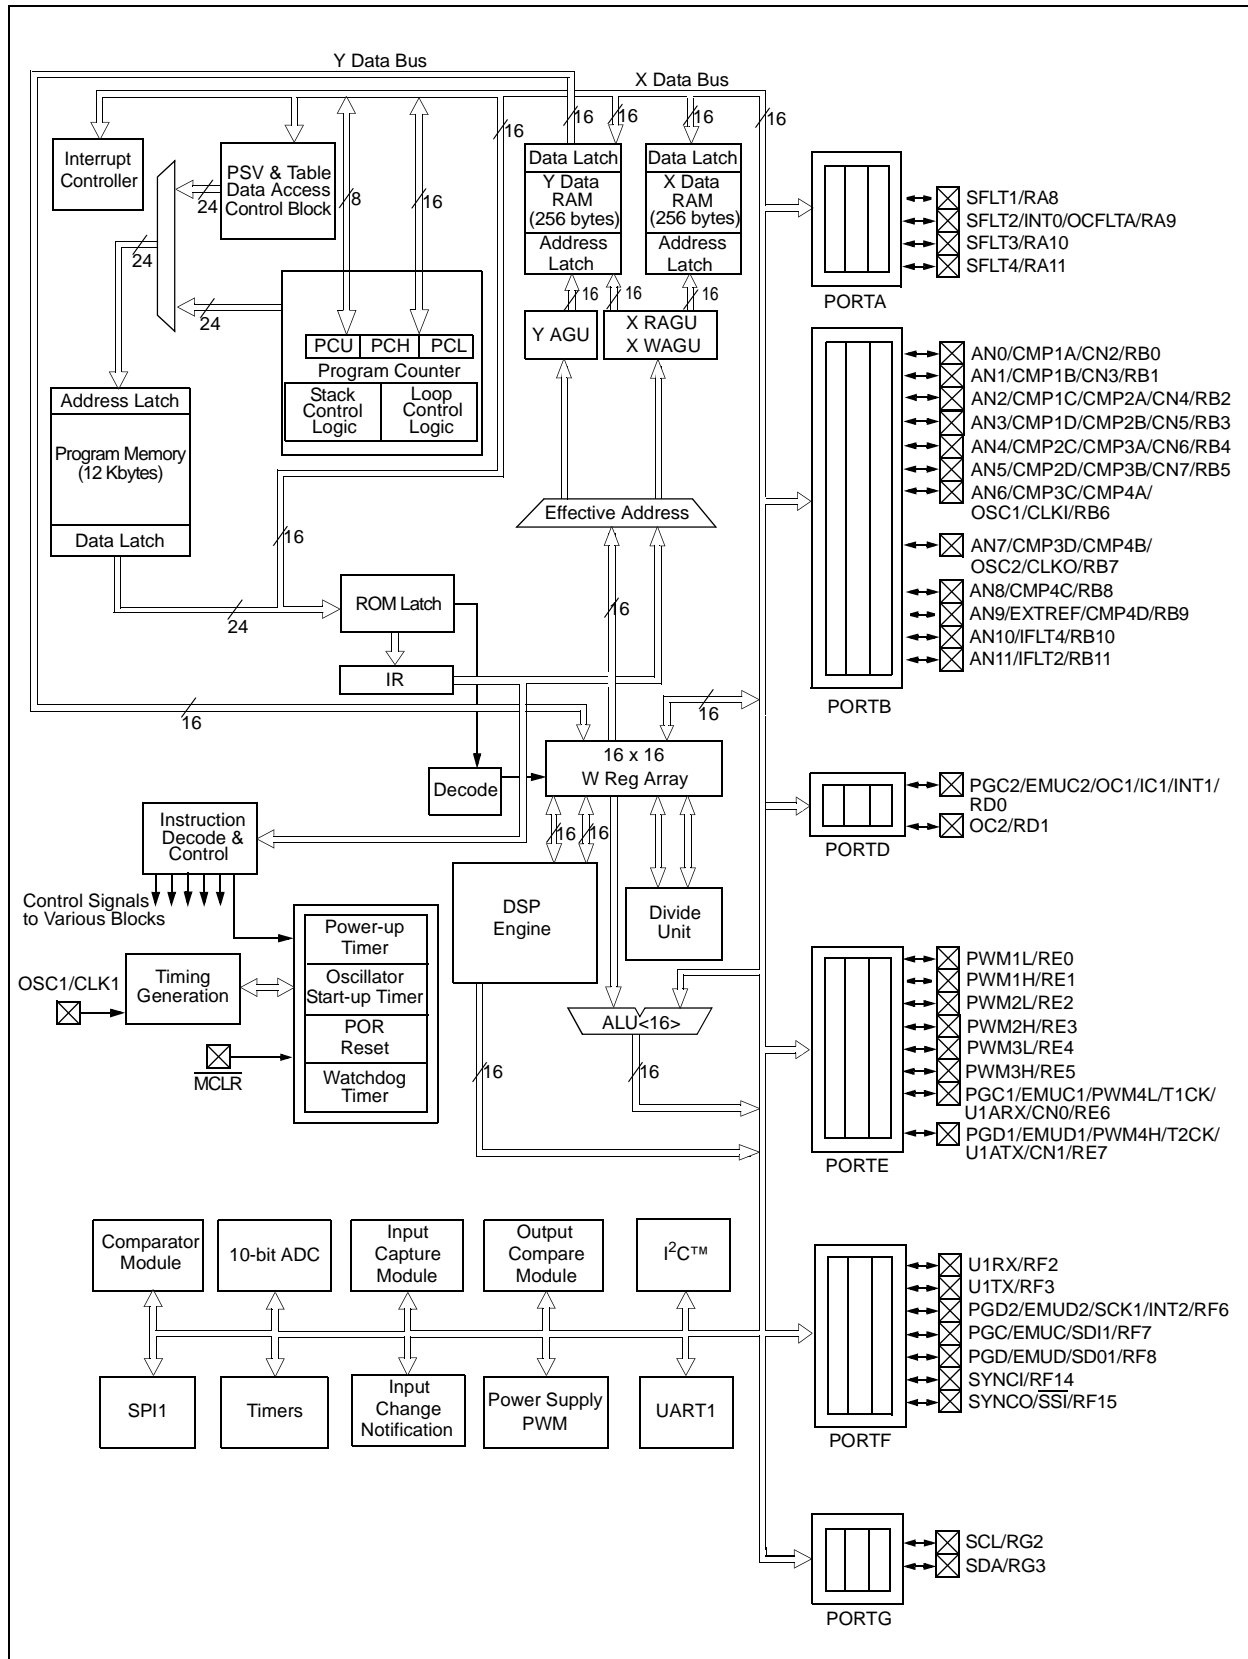 Y Data Bus
X Data Bus
16
16
16
16
16
Interrupt
Controller
PSV & Table
Data Access
Control Block
24
8
16
24
24
Data Latch
Y Data
RAM
(256 bytes)
Address
Latch
Data Latch
X Data
RAM
(256 bytes)
Address
Latch
16
16
16
Y AGU
X RAGU
X WAGU
PCU
PCH
PCL
Program Counter
Stack
Control
Logic
Loop
Control
Logic
Address Latch
Program Memory
(12 Kbytes)
Data Latch
Effective Address
16
24
ROM Latch
16
IR
16
16
16 x 16
W Reg Array
Decode
Instruction
Decode &
Control
16
16
Control Signals
to Various Blocks
DSP
Engine
Divide
Unit
Power-up
Timer
Oscillator
Start-up Timer
POR
Reset
Watchdog
Timer
OSC1/CLK1
Timing
Generation
MCLR
ALU<16>
16
16
Comparator
Module
10-bit ADC
Input
Capture
Module
Output
Compare
Module
I2C™
SPI1
Timers
Input
Change
Notification
Power Supply
PWM
UART1
SFLT1/RA8
SFLT2/INT0/OCFLTA/RA9
SFLT3/RA10
SFLT4/RA11
PORTA
AN0/CMP1A/CN2/RB0
AN1/CMP1B/CN3/RB1
AN2/CMP1C/CMP2A/CN4/RB2
AN3/CMP1D/CMP2B/CN5/RB3
AN4/CMP2C/CMP3A/CN6/RB4
AN5/CMP2D/CMP3B/CN7/RB5
AN6/CMP3C/CMP4A/
OSC1/CLKI/RB6
AN7/CMP3D/CMP4B/
OSC2/CLKO/RB7
AN8/CMP4C/RB8
AN9/EXTREF/CMP4D/RB9
AN10/IFLT4/RB10
AN11/IFLT2/RB11
PORTB
PGC2/EMUC2/OC1/IC1/INT1/
RD0
OC2/RD1
PORTD
PWM1L/RE0
PWM1H/RE1
PWM2L/RE2
PWM2H/RE3
PWM3L/RE4
PWM3H/RE5
PGC1/EMUC1/PWM4L/T1CK/
U1ARX/CN0/RE6
PGD1/EMUD1/PWM4H/T2CK/
U1ATX/CN1/RE7
PORTE
U1RX/RF2
U1TX/RF3
PGD2/EMUD2/SCK1/INT2/RF6
PGC/EMUC/SDI1/RF7
PGD/EMUD/SD01/RF8
SYNCI/RF14
SYNCO/SSI/RF15
PORTF
SCL/RG2
SDA/RG3
PORTG